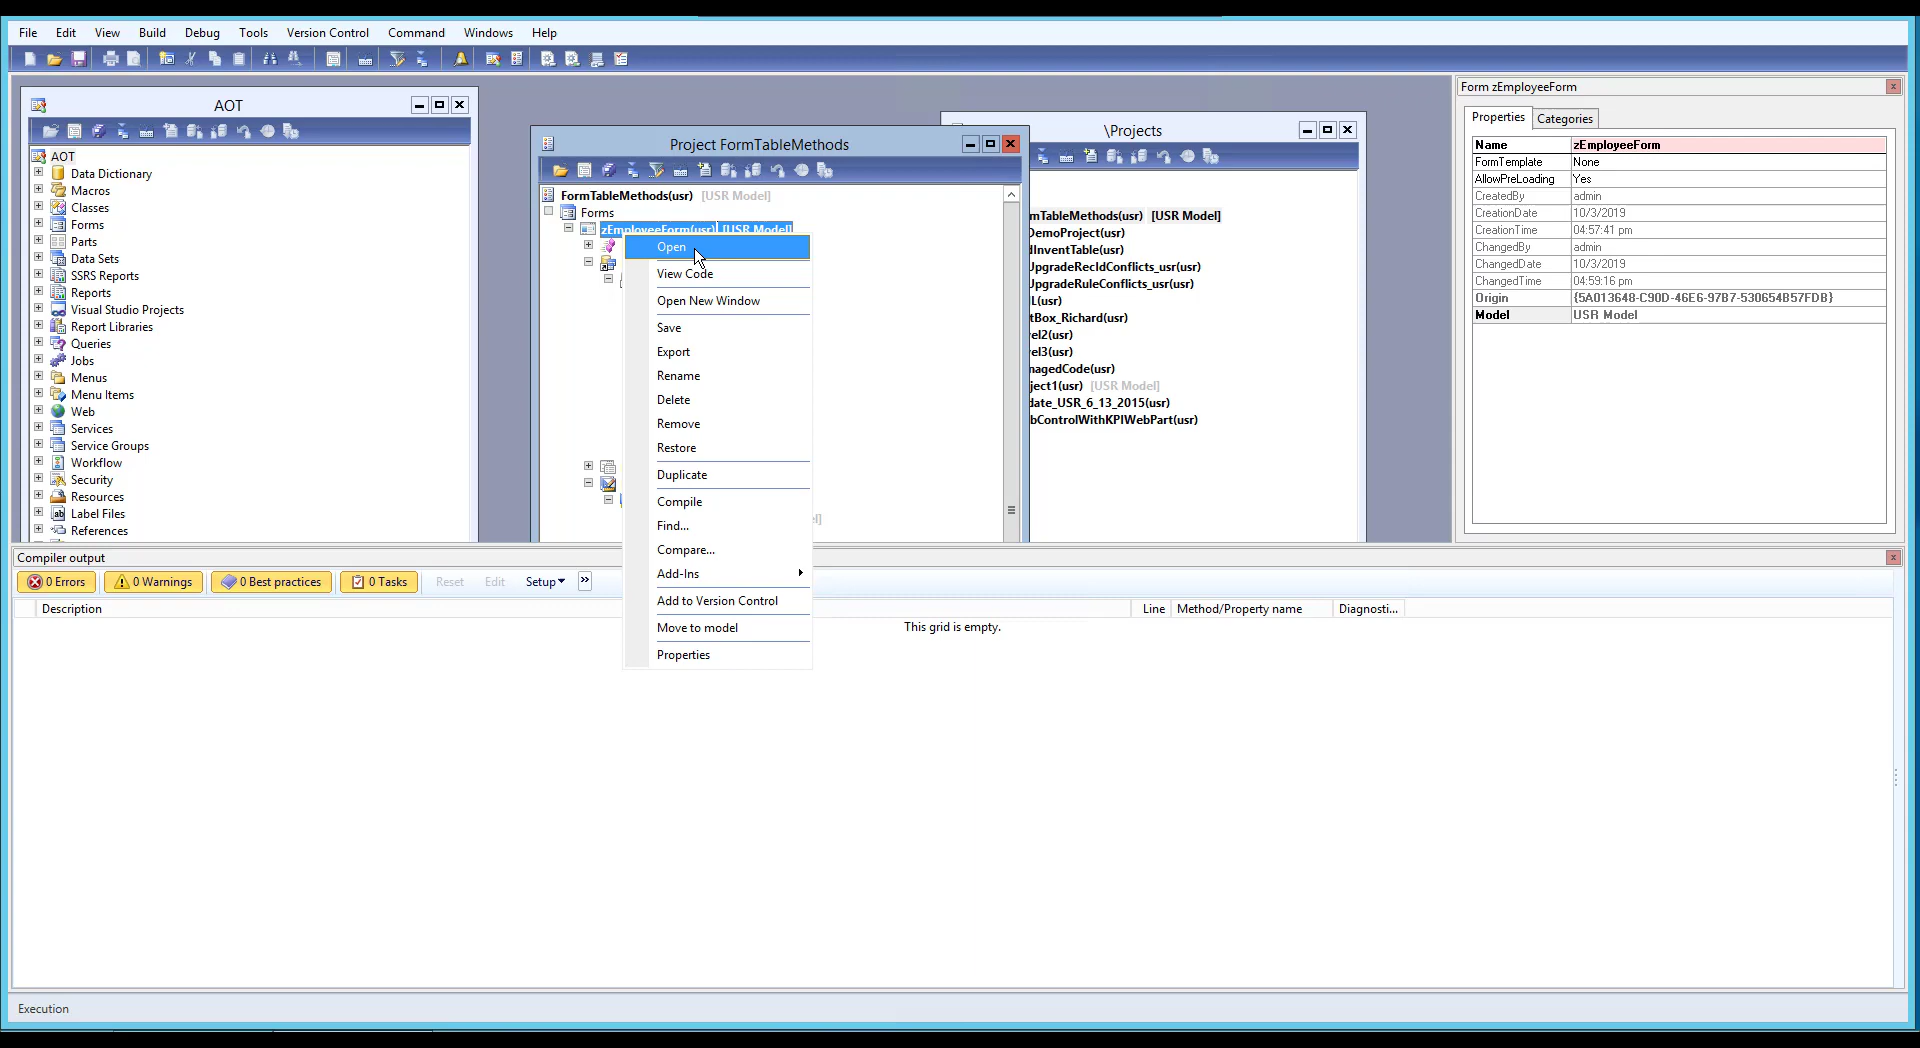 File Edit View Build Debug Tools Version Control Command Windows Help
AOT
AOT
Data Dictionary
Macros
Classes
Forms
Parts
Data Sets
SSRS Reports
Reports
Visual Studio Projects
Report Libraries
Queries
Jobs
Menus
Menu Items
Web
Services
Service Groups
Workflow
Security
Resources
Label Files
References
Project FormTableMethods
FormTableMethods(usr) [USR Model]
Forms
zEmployeeForm(usr) [USR Model]
Open
View Code
Open New Window
Save
Export
Rename
Delete
Remove
Restore
Duplicate
Compile
Find...
Compare...
Add-Ins
Add to Version Control
Move to model
Properties
\Projects
mTableMethods(usr) [USR Model]
DemoProject(usr)
dInventTable(usr)
UpgradeRecIdConflicts_usr(usr)
UpgradeRuleConflicts_usr(usr)
L(usr)
tBox_Richard(usr)
el2(usr)
el3(usr)
nagedCode(usr)
ject1(usr) [USR Model]
date_USR_6_13_2015(usr)
bControlWithKPIWebPart(usr)
Form zEmployeeForm
Properties Categories
Name zEmployeeForm
FormTemplate None
AllowPreLoading Yes
CreatedBy admin
CreationDate 10/3/2019
CreationTime 04:57:41 pm
ChangedBy admin
ChangedDate 10/3/2019
ChangedTime 04:59:16 pm
Origin {5A013648-C90D-46E6-97B7-530654B57FDB}
Model USR Model
Compiler output
0 Errors 0 Warnings 0 Best practices 0 Tasks Reset Edit Setup
Description Line Method/Property name Diagnosti...
This grid is empty.
Execution